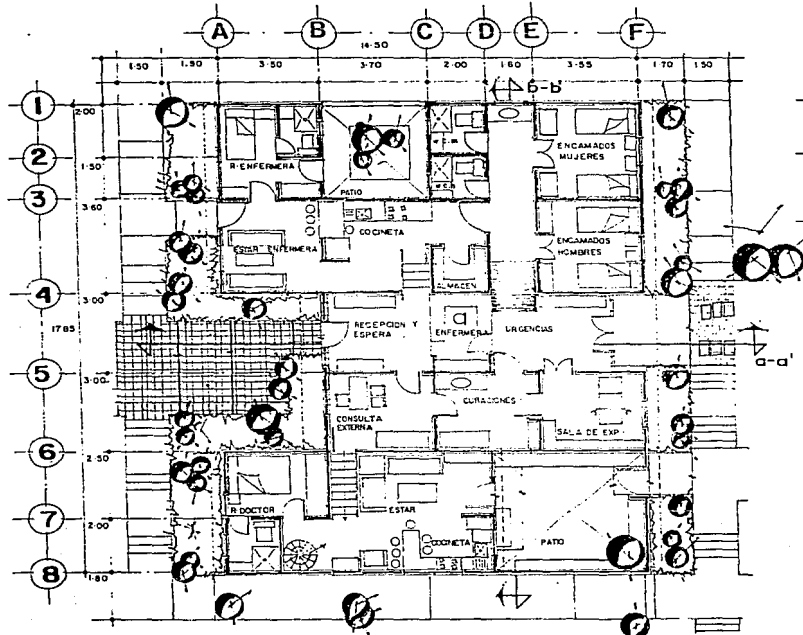 A B C D E F
14·50
1·50 1·90 3·50 3·70 2·00 1·60 3·55 1·70 1·50
b-b'
1
2·00
2
1·50
3
3·60
4
3·00
1785
5
3·00
6
2·50
7
2·00
8
1·80
R·ENFERMERA
PATIO
W.C.M.
ENCAMADOS
MUJERES
ESTAR ENFERMERA
COCINETA
ALMACEN
ENCAMADOS
HOMBRES
RECEPCION Y
ESPERA
a
ENFERMERA
URGENCIAS
a-a'
CONSULTA
EXTERNA
CURACIONES
SALA DE EXP.
R.DOCTOR
ESTAR
COCINETA
PATIO